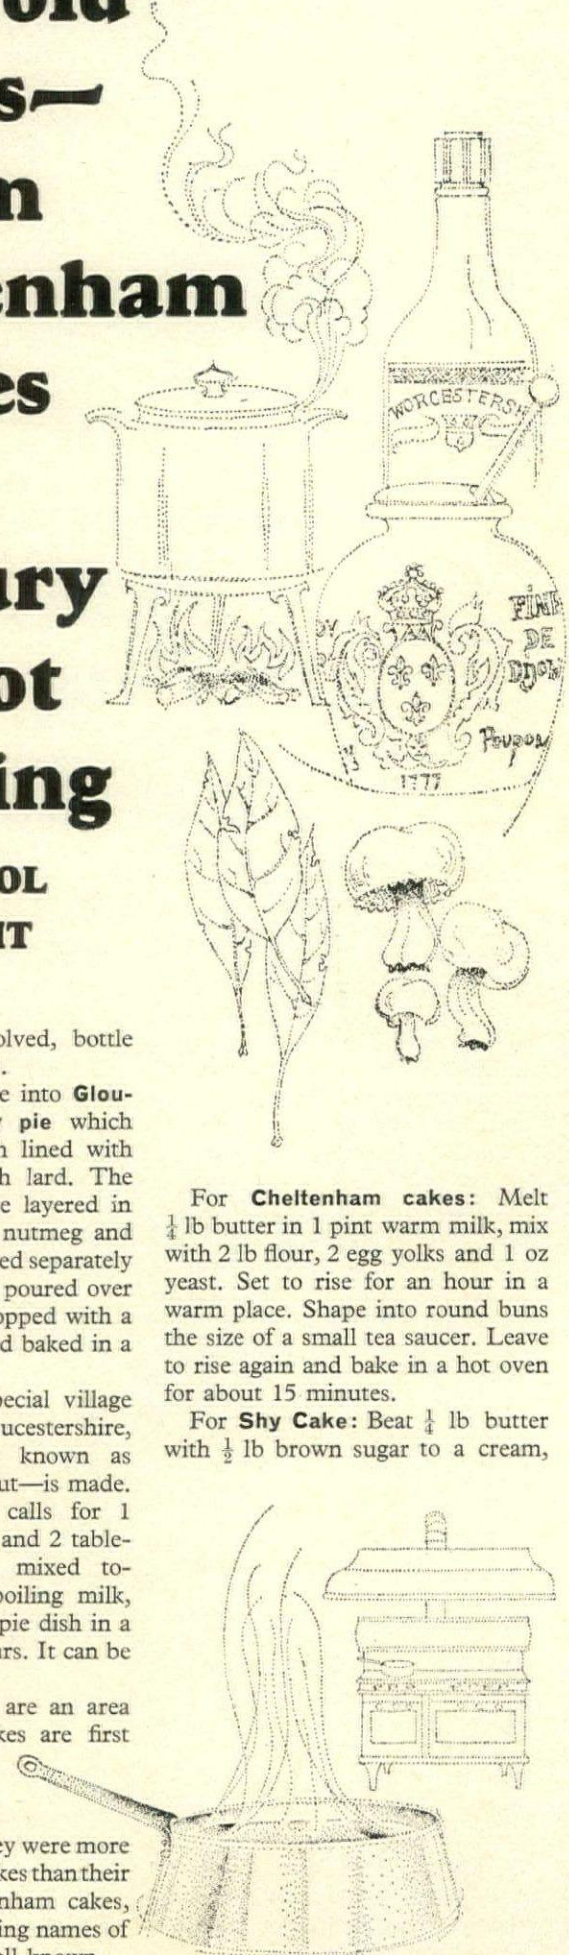 old
s—
m
enham
es
ury
ot
ing
OL
HT
olved, bottle
.
e into Glou-
pie which
n lined with
h lard. The
e layered in
nutmeg and
ed separately
poured over
opped with a
d baked in a
pecial village
ucestershire,
known as
ut—is made.
calls for 1
and 2 table-
mixed to-
boiling milk,
pie dish in a
urs. It can be
are an area
kes are first
ey were more
kes than their
nham cakes,
ing names of
WORCESTERSH
FINE
DE
DIJON
POUPON
1777
For Cheltenham cakes: Melt
¼ lb butter in 1 pint warm milk, mix
with 2 lb flour, 2 egg yolks and 1 oz
yeast. Set to rise for an hour in a
warm place. Shape into round buns
the size of a small tea saucer. Leave
to rise again and bake in a hot oven
for about 15 minutes.
For Shy Cake: Beat ¼ lb butter
with ½ lb brown sugar to a cream,